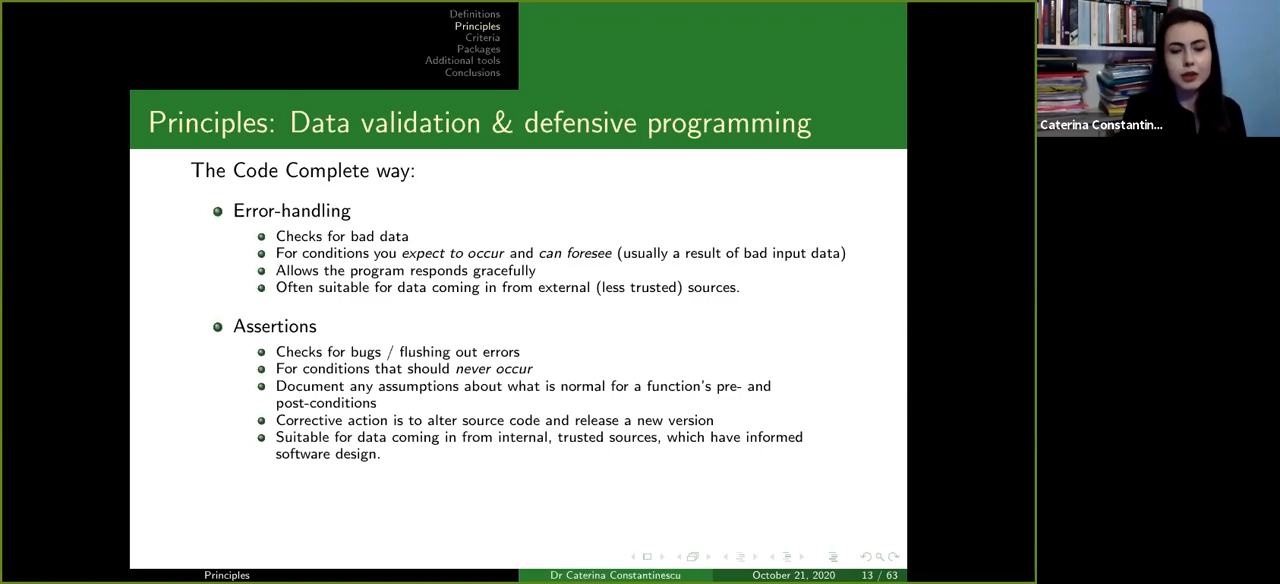 Definitions
Principles
Criteria
Packages
Additional tools
Conclusions
Principles: Data validation & defensive programming
The Code Complete way:
Error-handling
Checks for bad data
For conditions you expect to occur and can foresee (usually a result of bad input data)
Allows the program responds gracefully
Often suitable for data coming in from external (less trusted) sources.
Assertions
Checks for bugs / flushing out errors
For conditions that should never occur
Document any assumptions about what is normal for a function's pre- and
post-conditions
Corrective action is to alter source code and release a new version
Suitable for data coming in from internal, trusted sources, which have informed
software design.
Principles
Dr Caterina Constantinescu
October 21, 2020
13 / 63
Caterina Constantin...